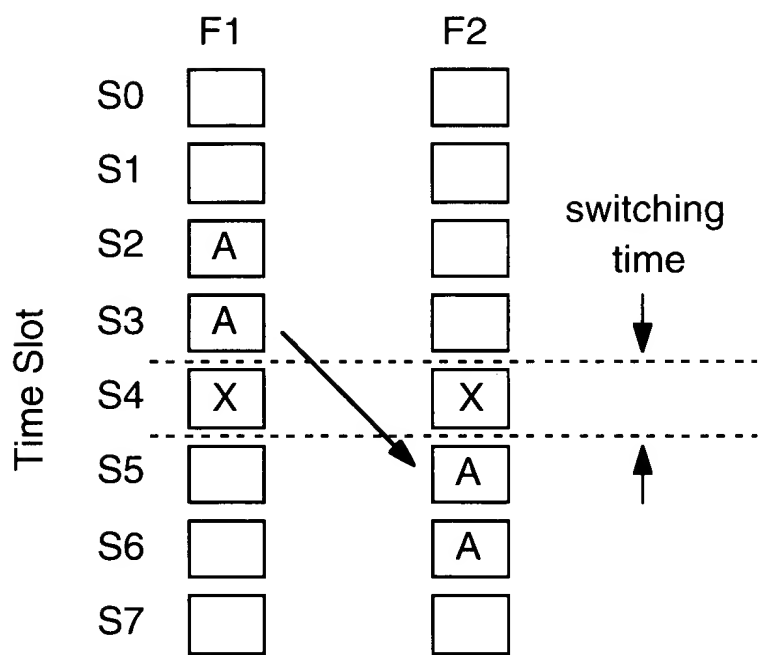 F1 F2
S0
S1
S2 A
S3 A
S4 X X
S5 A
S6 A
S7
Time Slot
switching
time